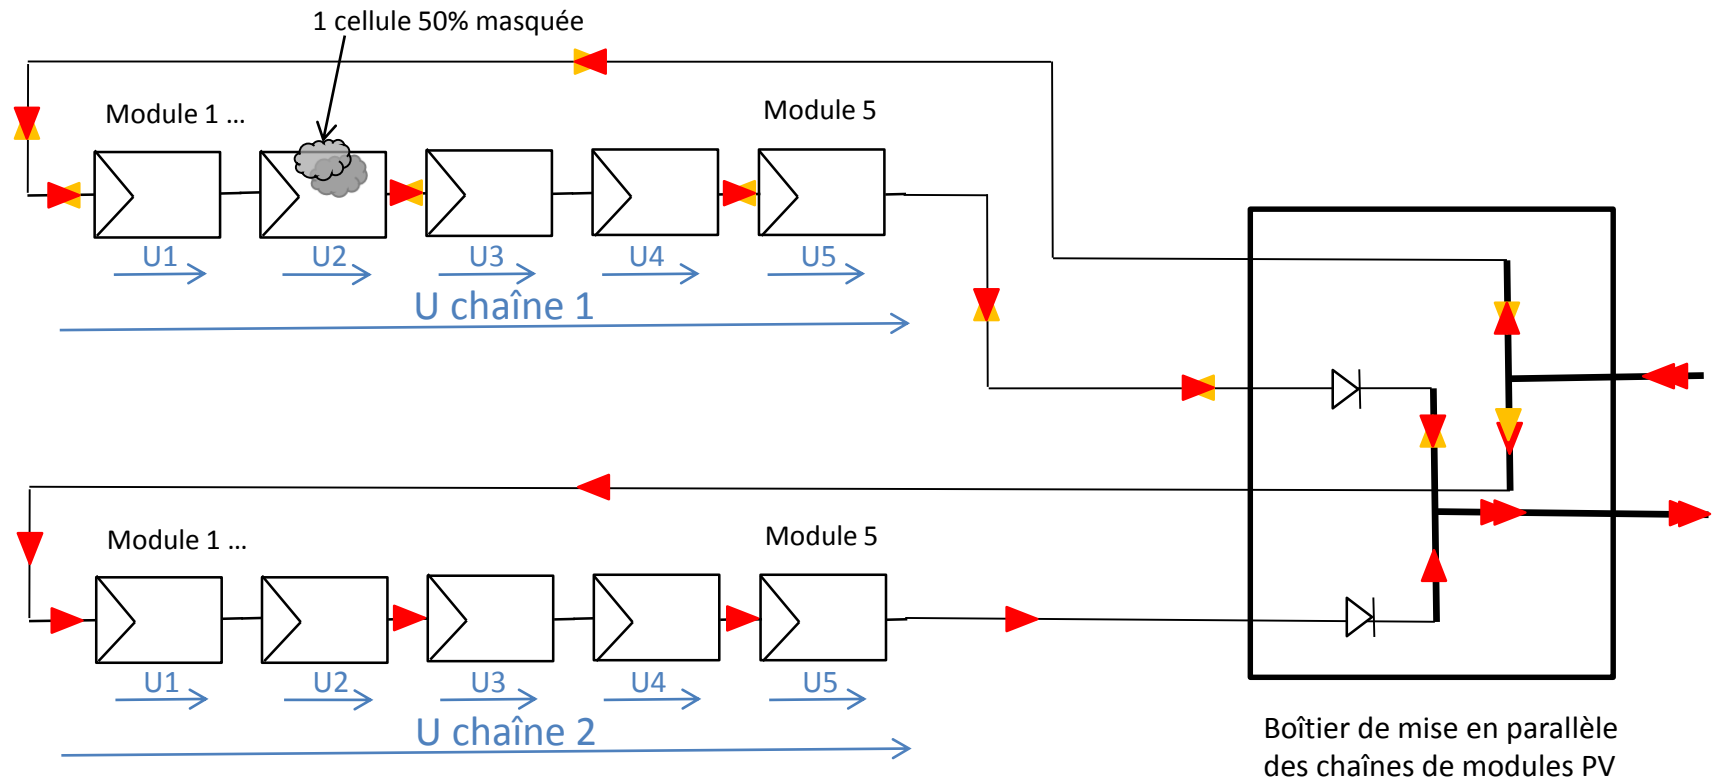 1 cellule 50% masquée
Module 1 ...
Module 5
U1
U2
U3
U4
U5
U chaîne 1
Module 1 ...
Module 5
U1
U2
U3
U4
U5
U chaîne 2
Boîtier de mise en parallèle
des chaînes de modules PV